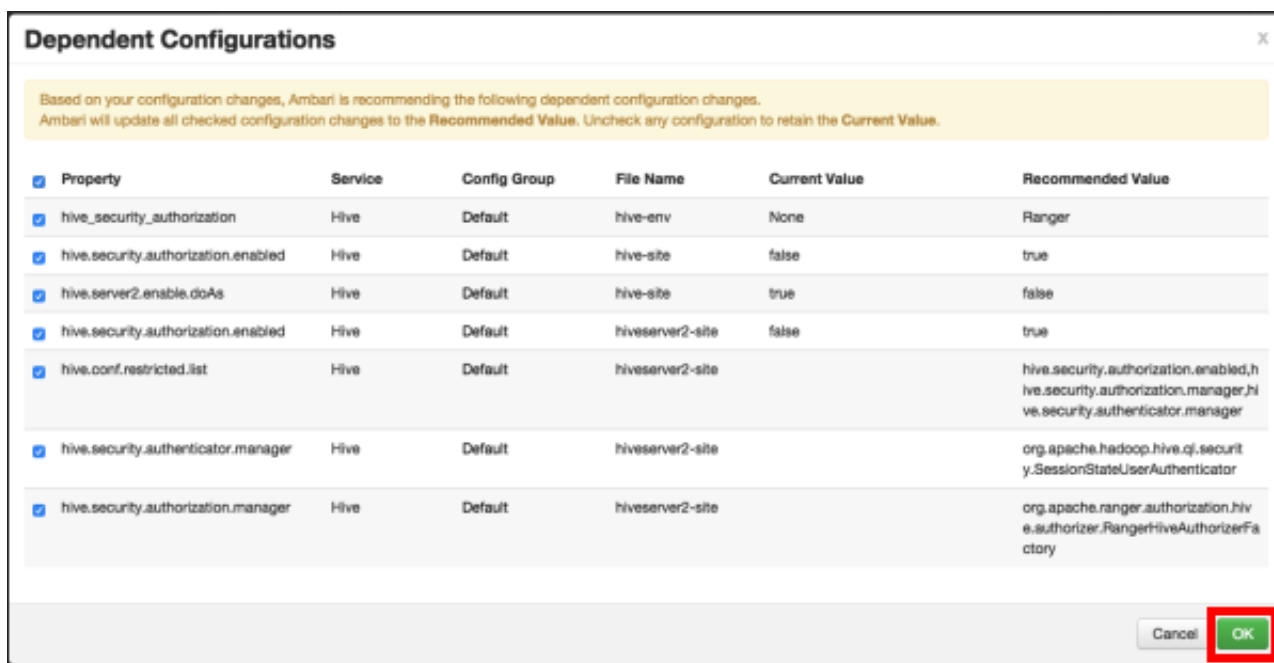 Dependent Configurations
X
Based on your configuration changes, Ambari is recommending the following dependent configuration changes.
Ambari will update all checked configuration changes to the Recommended Value. Uncheck any configuration to retain the Current Value.
Property Service Config Group File Name Current Value Recommended Value
hive_security_authorization Hive Default hive-env None Ranger
hive.security.authorization.enabled Hive Default hive-site false true
hive.server2.enable.doAs Hive Default hive-site true false
hive.security.authorization.enabled Hive Default hiveserver2-site false true
hive.conf.restricted.list Hive Default hiveserver2-site hive.security.authorization.enabled,h
ive.security.authorization.manager,hi
ve.security.authenticator.manager
hive.security.authenticator.manager Hive Default hiveserver2-site org.apache.hadoop.hive.ql.securit
y.SessionStateUserAuthenticator
hive.security.authorization.manager Hive Default hiveserver2-site org.apache.ranger.authorization.hiv
e.authorizer.RangerHiveAuthorizerFa
ctory
Cancel OK